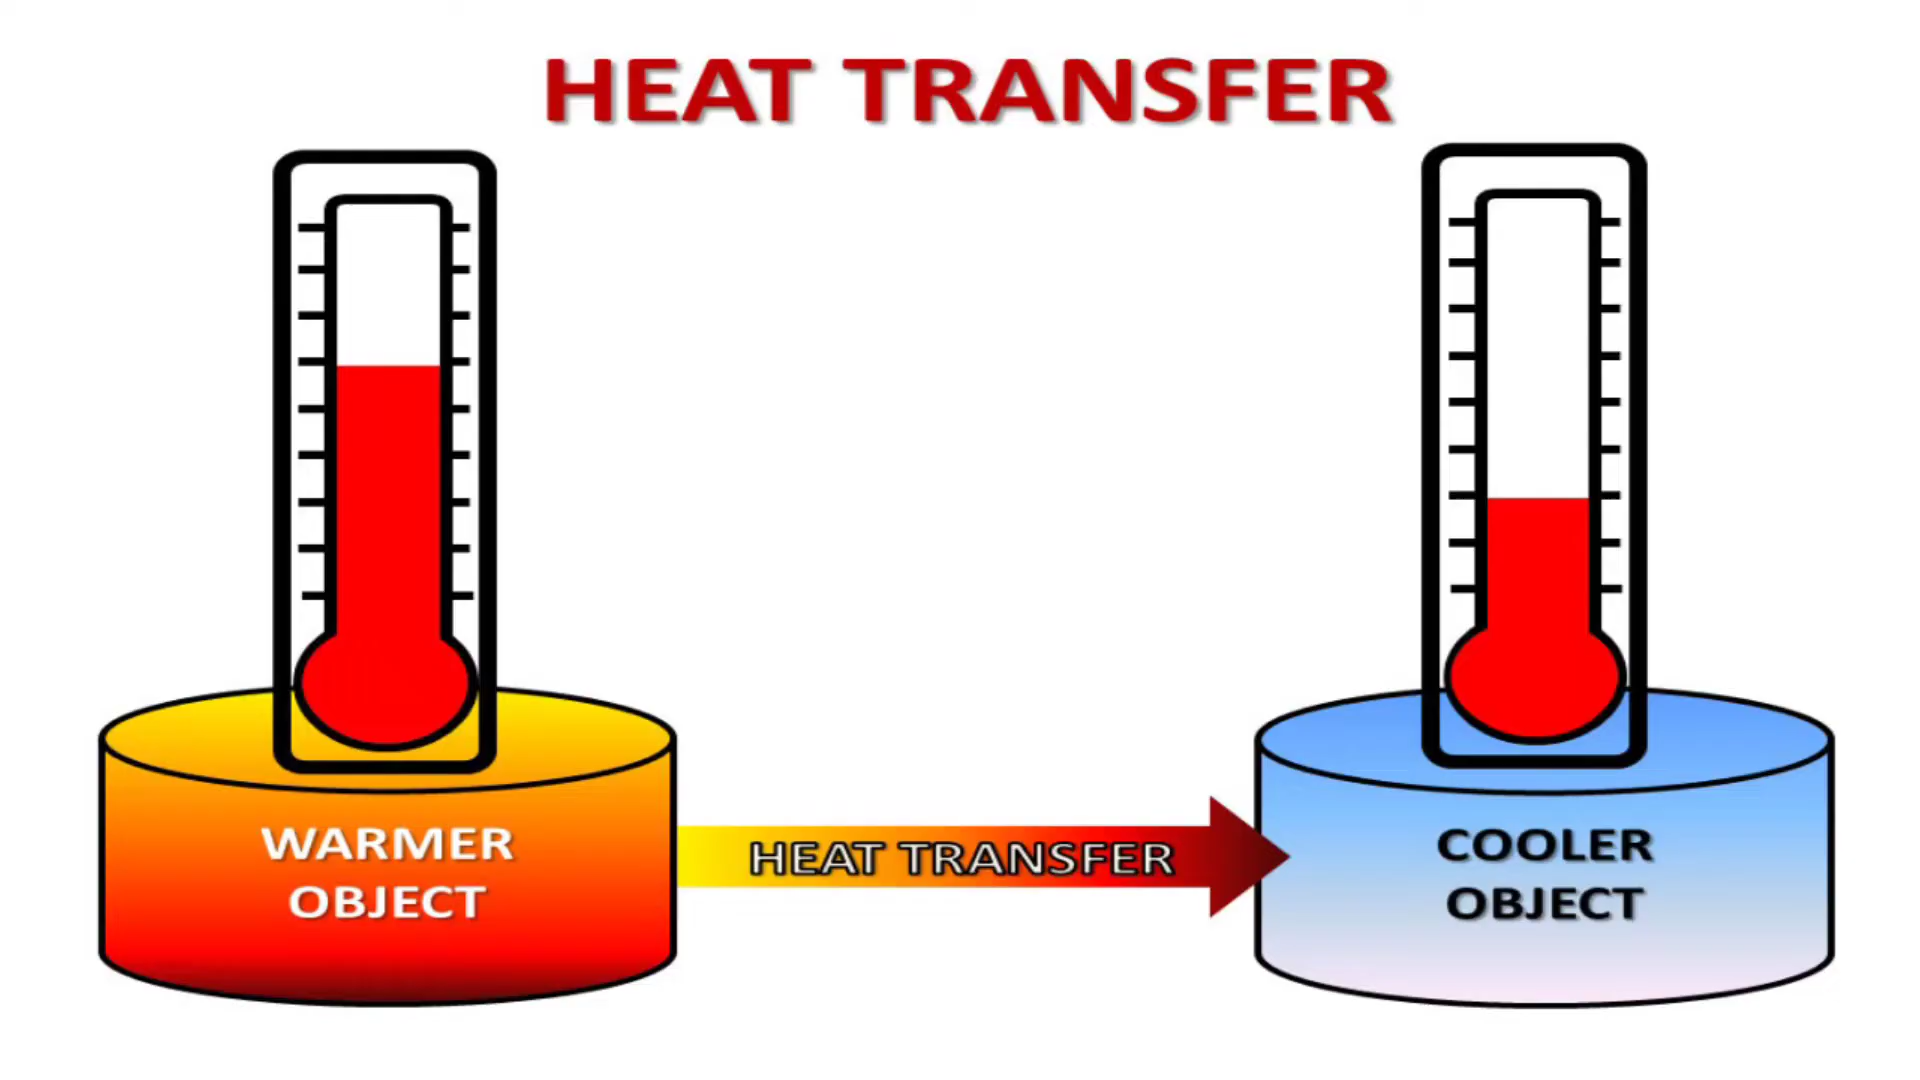 HEAT TRANSFER
WARMER
OBJECT
HEAT TRANSFER
COOLER
OBJECT